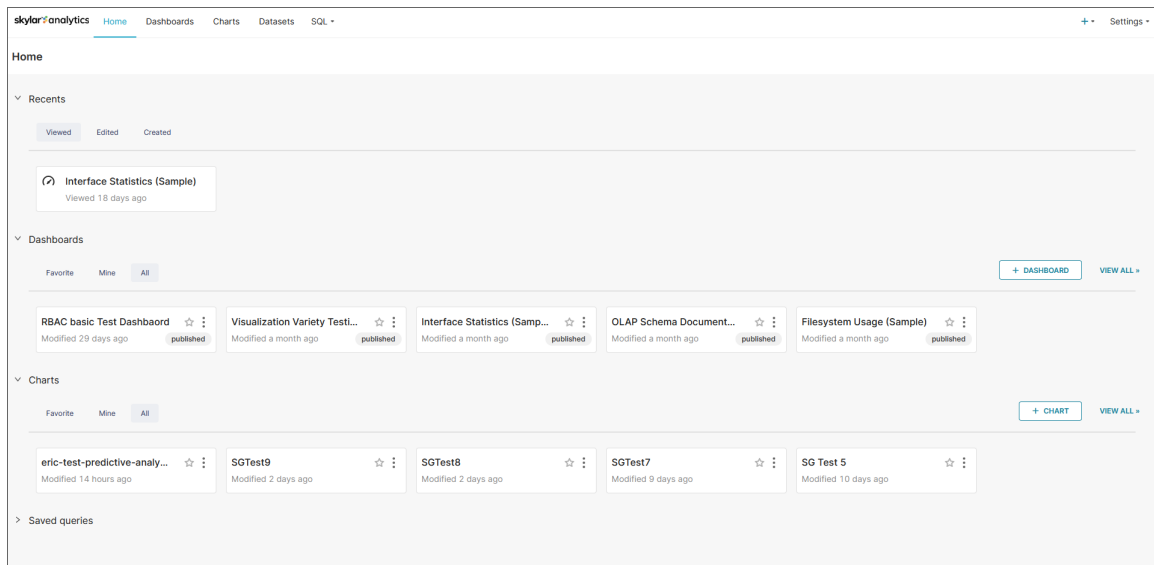 skylar analytics Home Dashboards Charts Datasets SQL Settings
Home
Recents
Viewed Edited Created
Interface Statistics (Sample)
Viewed 18 days ago
Dashboards
Favorite Mine All + DASHBOARD VIEW ALL »
RBAC basic Test Dashbaord Visualization Variety Testi... Interface Statistics (Samp... OLAP Schema Document... Filesystem Usage (Sample)
Modified 29 days ago published Modified a month ago published Modified a month ago published Modified a month ago published Modified a month ago published
Charts
Favorite Mine All + CHART VIEW ALL »
eric-test-predictive-analy... SGTest9 SGTest8 SGTest7 SG Test 5
Modified 14 hours ago Modified 2 days ago Modified 2 days ago Modified 9 days ago Modified 10 days ago
Saved queries